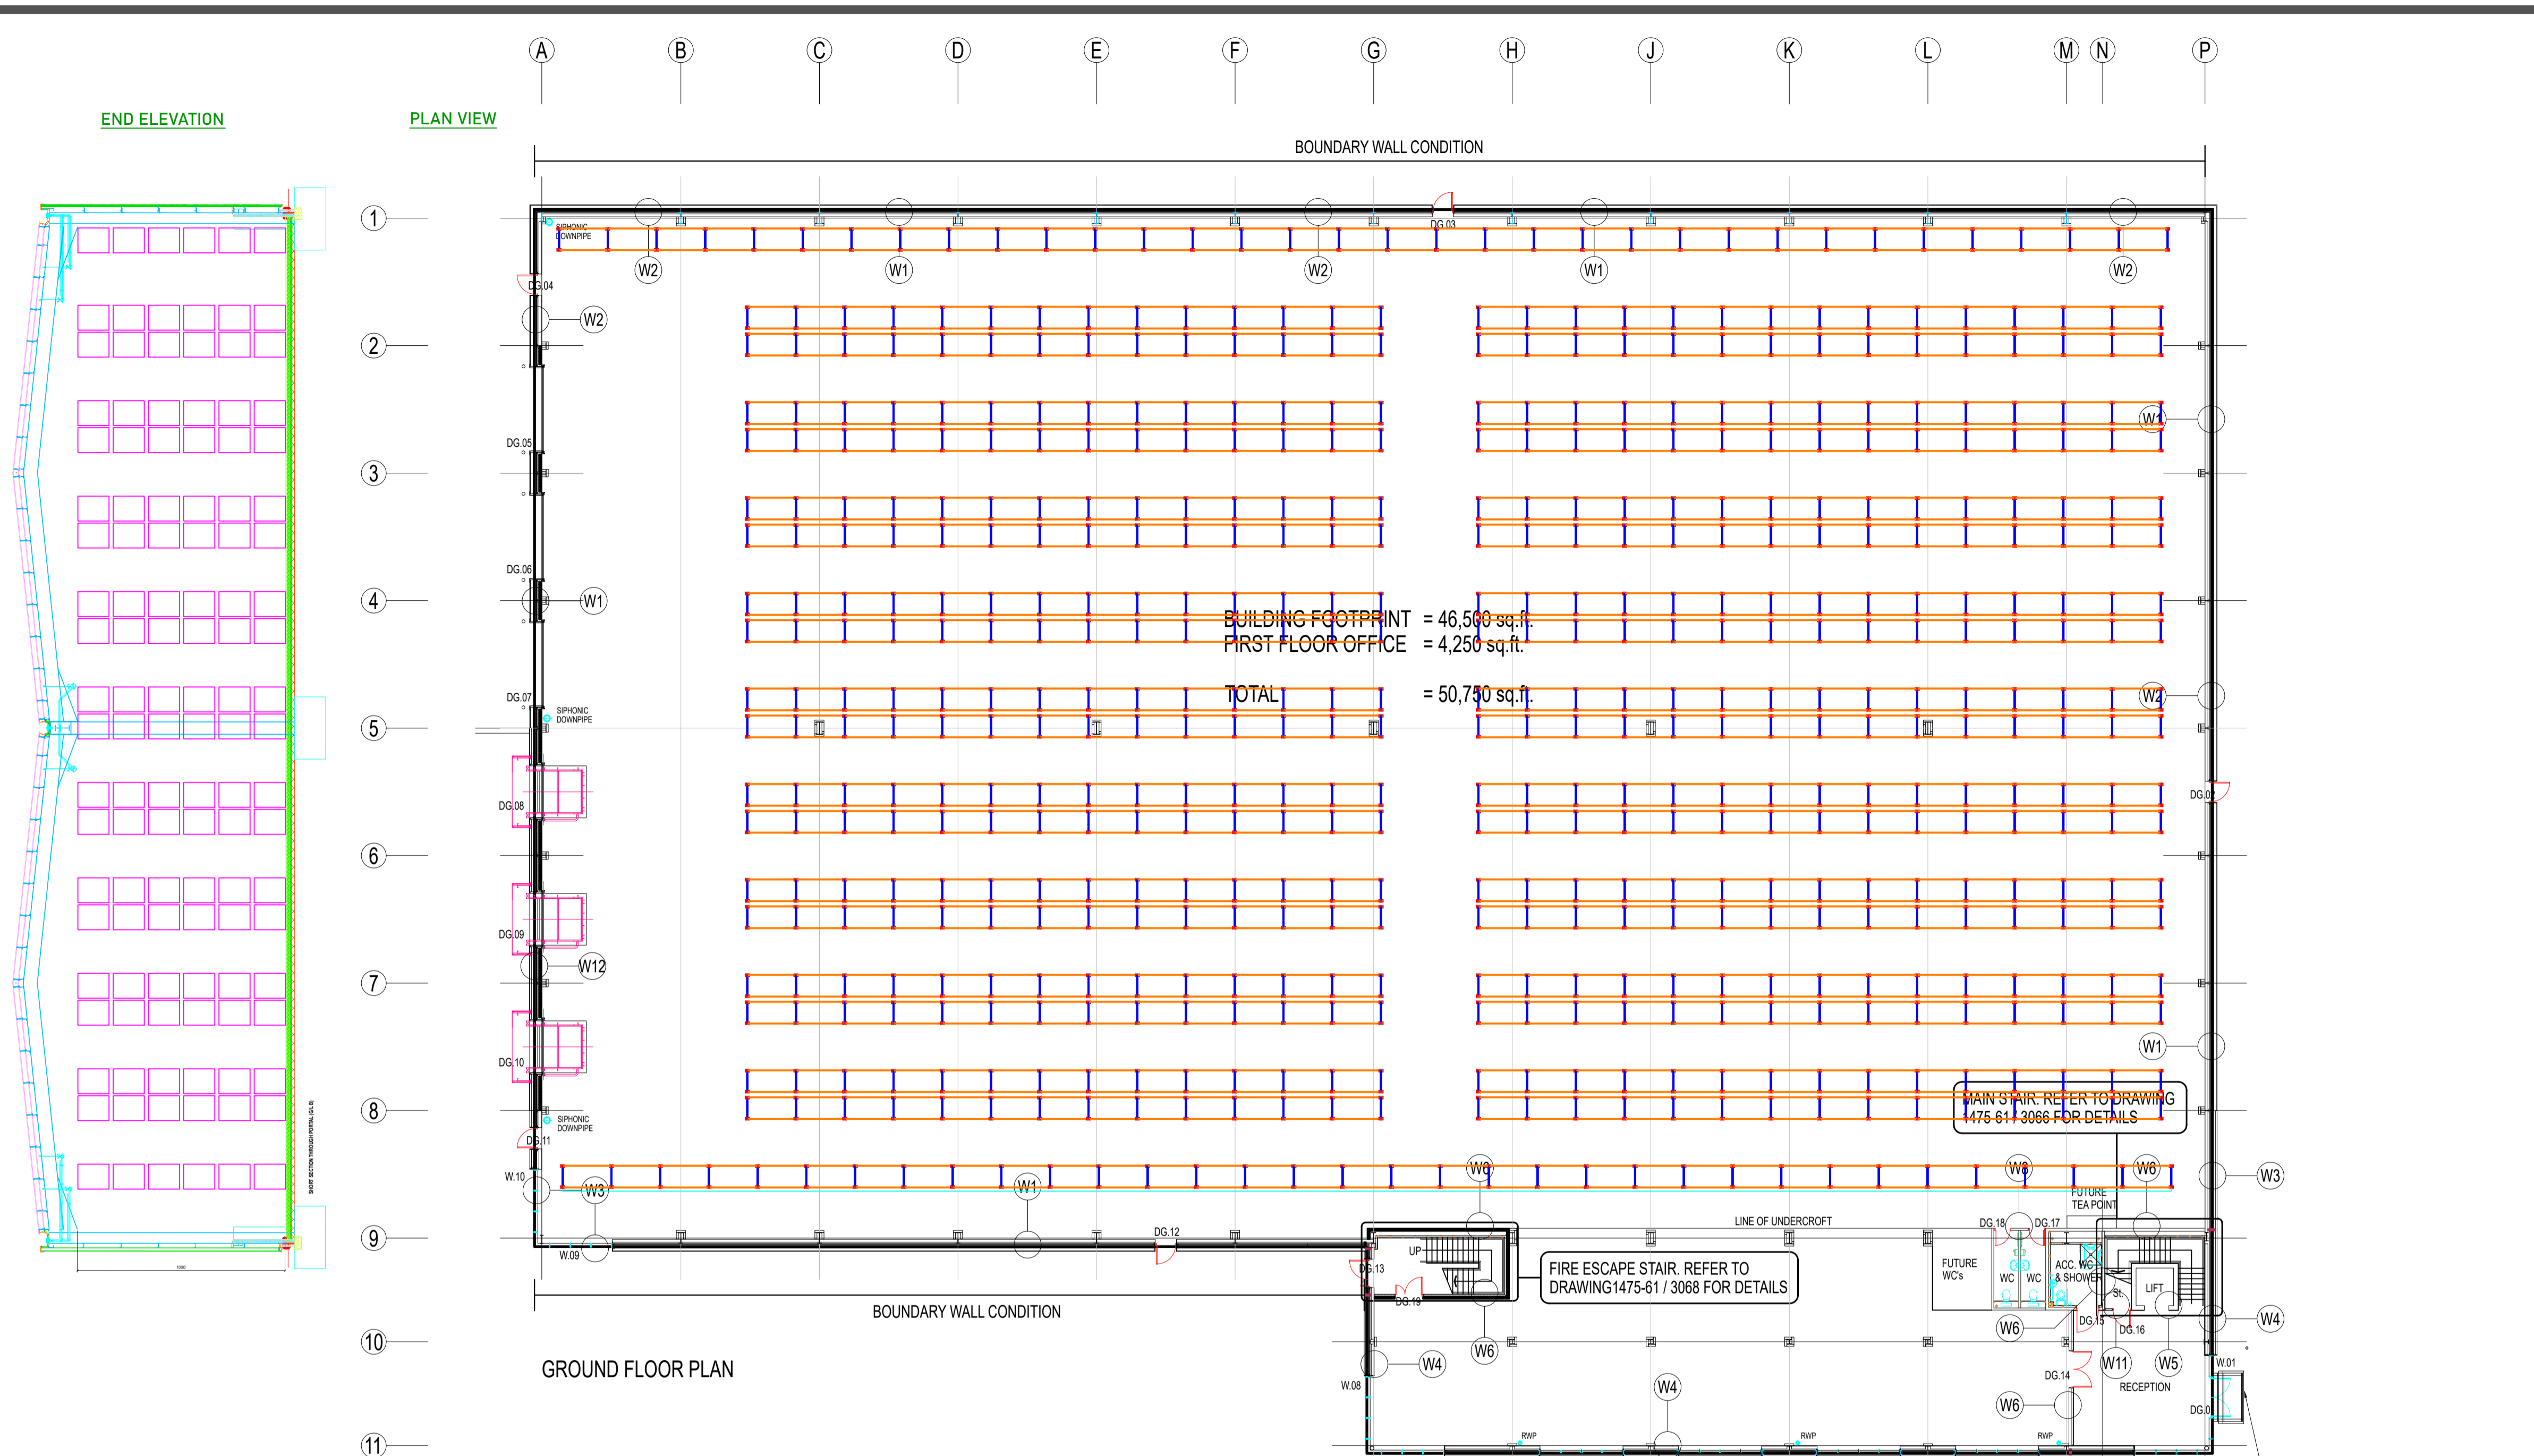 A B C D E F G H J K L M N P
END ELEVATION
PLAN VIEW
BOUNDARY WALL CONDITION
1
SIPHONIC
DOWNPIPE
DG.03
W2 W1 W2 W1 W2
DG.04
W2
2
W1
DG.05
3
DG.06
4
W1
BUILDING FOOTPRINT = 46,500 sq.ft.
FIRST FLOOR OFFICE = 4,250 sq.ft.
TOTAL = 50,750 sq.ft.
DG.07
W2
SIPHONIC
DOWNPIPE
5
DG.08
DG.02
6
DG.09
W12
7
DG.10
W1
SHORT SECTION THROUGH PORTAL (G/L B)
MAIN STAIR. REFER TO DRAWING
1475-61 / 3066 FOR DETAILS
8
SIPHONIC
DOWNPIPE
DG.11
W.10
W3
W1
W6
W6
W6
W3
FUTURE
TEA POINT
LINE OF UNDERCROFT
DG.18
DG.17
9
W.09
DG.12
UP
DG.13
DG.19
FIRE ESCAPE STAIR. REFER TO
DRAWING1475-61 / 3068 FOR DETAILS
FUTURE
WC's
WC
WC
ACC. WC
& SHOWER
St.
LIFT
BOUNDARY WALL CONDITION
W4
W6
DG.15
DG.16
10
W6
GROUND FLOOR PLAN
W4
W11
W5
W.01
DG.14
RECEPTION
W.08
W4
W6
DG.0
RWP
RWP
RWP
11